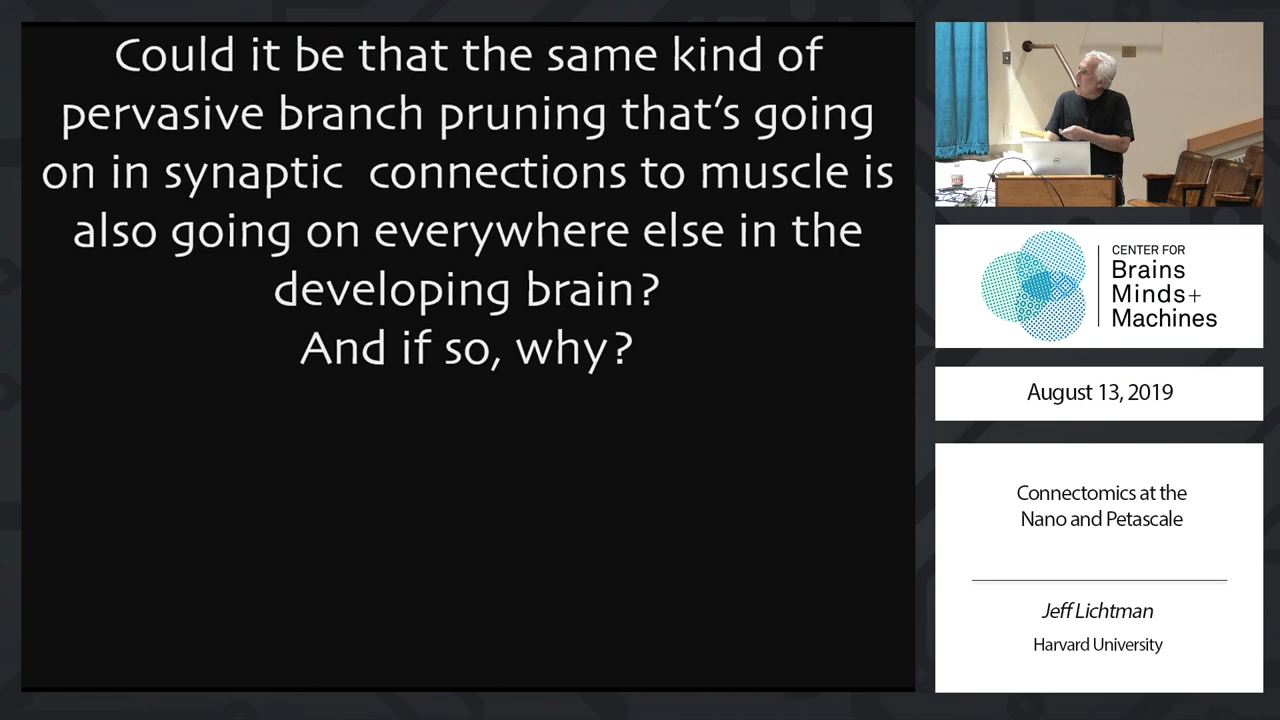 Could it be that the same kind of
pervasive branch pruning that's going
on in synaptic connections to muscle is
also going on everywhere else in the
developing brain?
And if so, why?
CENTER FOR
Brains
Minds+
Machines
August 13, 2019
Connectomics at the
Nano and Petascale
Jeff Lichtman
Harvard University